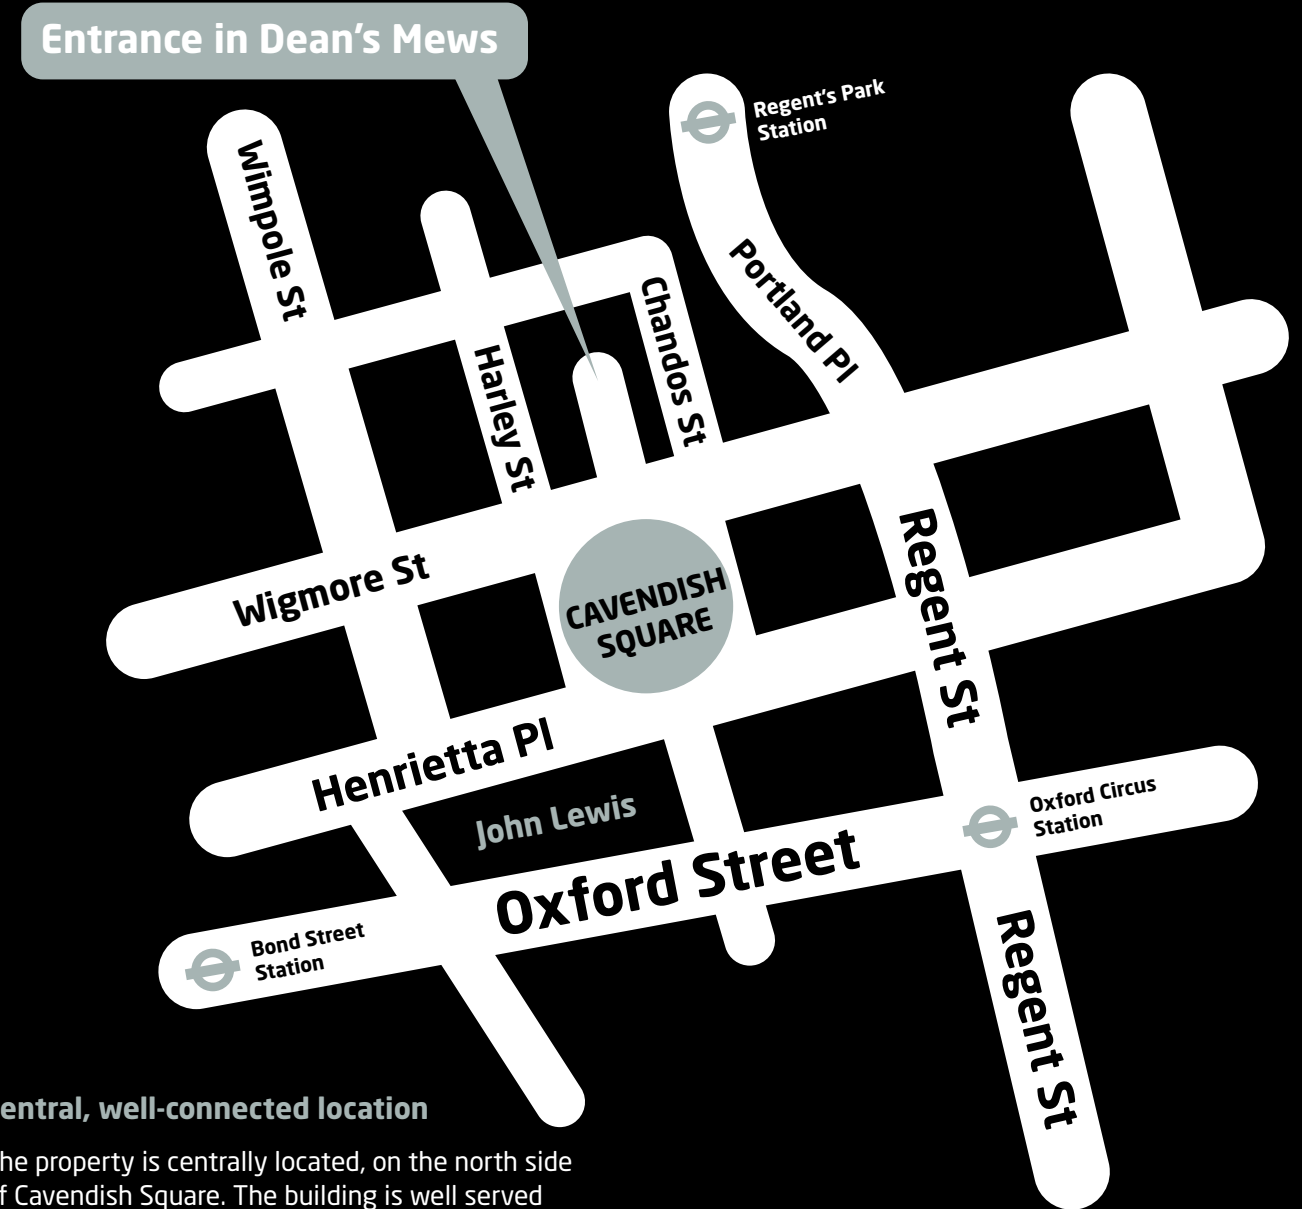 Entrance in Dean’s Mews
Regent’s Park
Station
Wimpole St
Portland Pl
Chandos St
Harley St
Wigmore St
CAVENDISH
SQUARE
Regent St
Henrietta Pl
John Lewis
Oxford Circus
Station
Oxford Street
Bond Street
Station
Regent St
entral, well-connected location
he property is centrally located, on the north side
f Cavendish Square. The building is well served